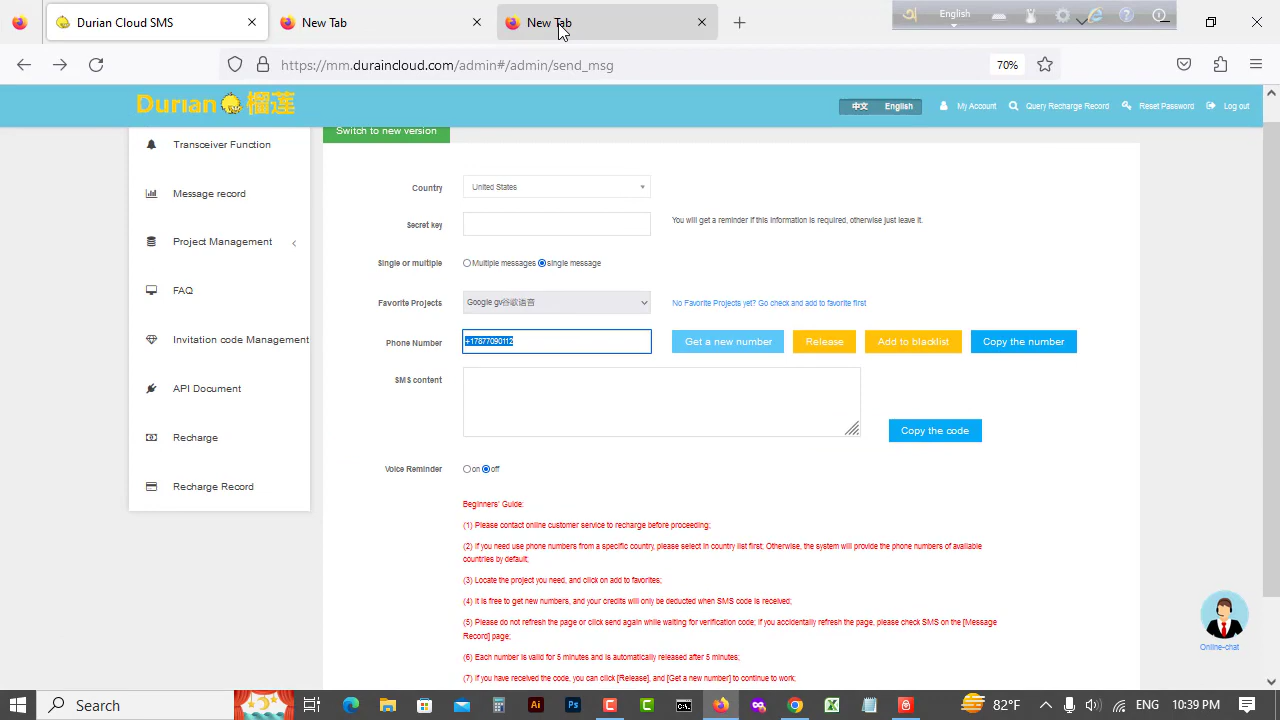 Durian Cloud SMS
New Tab
New Tab
English
https://mm.duraincloud.com/admin#/admin/send_msg
70%
Durian 榴莲
中文 English
My Account
Query Recharge Record
Reset Password
Log out
Switch to new version
Transceiver Function
Message record
Project Management
FAQ
Invitation code Management
API Document
Recharge
Recharge Record
Country
United States
Secret key
You will get a reminder if this information is required, otherwise just leave it.
Single or multiple
Multiple messages
single message
Favorite Projects
Google gv谷歌语言
No Favorite Projects yet? Go check and add to favorite first
Phone Number
+17877090112
Get a new number
Release
Add to blacklist
Copy the number
SMS content
Copy the code
Voice Reminder
on
off
Beginners' Guide:
(1) Please contact online customer service to recharge before proceeding;
(2) If you need use phone numbers from a specific country, please select in country list first; Otherwise, the system will provide the phone numbers of available
countries by default;
(3) Locate the project you need, and click on add to favorites;
(4) It is free to get new numbers, and your credits will only be deducted when SMS code is received;
(5) Please do not refresh the page or click send again while waiting for verification code, if you accidentally refresh the page, please check SMS on the [Message
Record] page;
(6) Each number is valid for 5 minutes and is automatically released after 5 minutes;
(7) If you have received the code, you can click [Release], and [Get a new number] to continue to work;
Online-chat
Search
Ai
Ps
82°F
ENG
10:39 PM